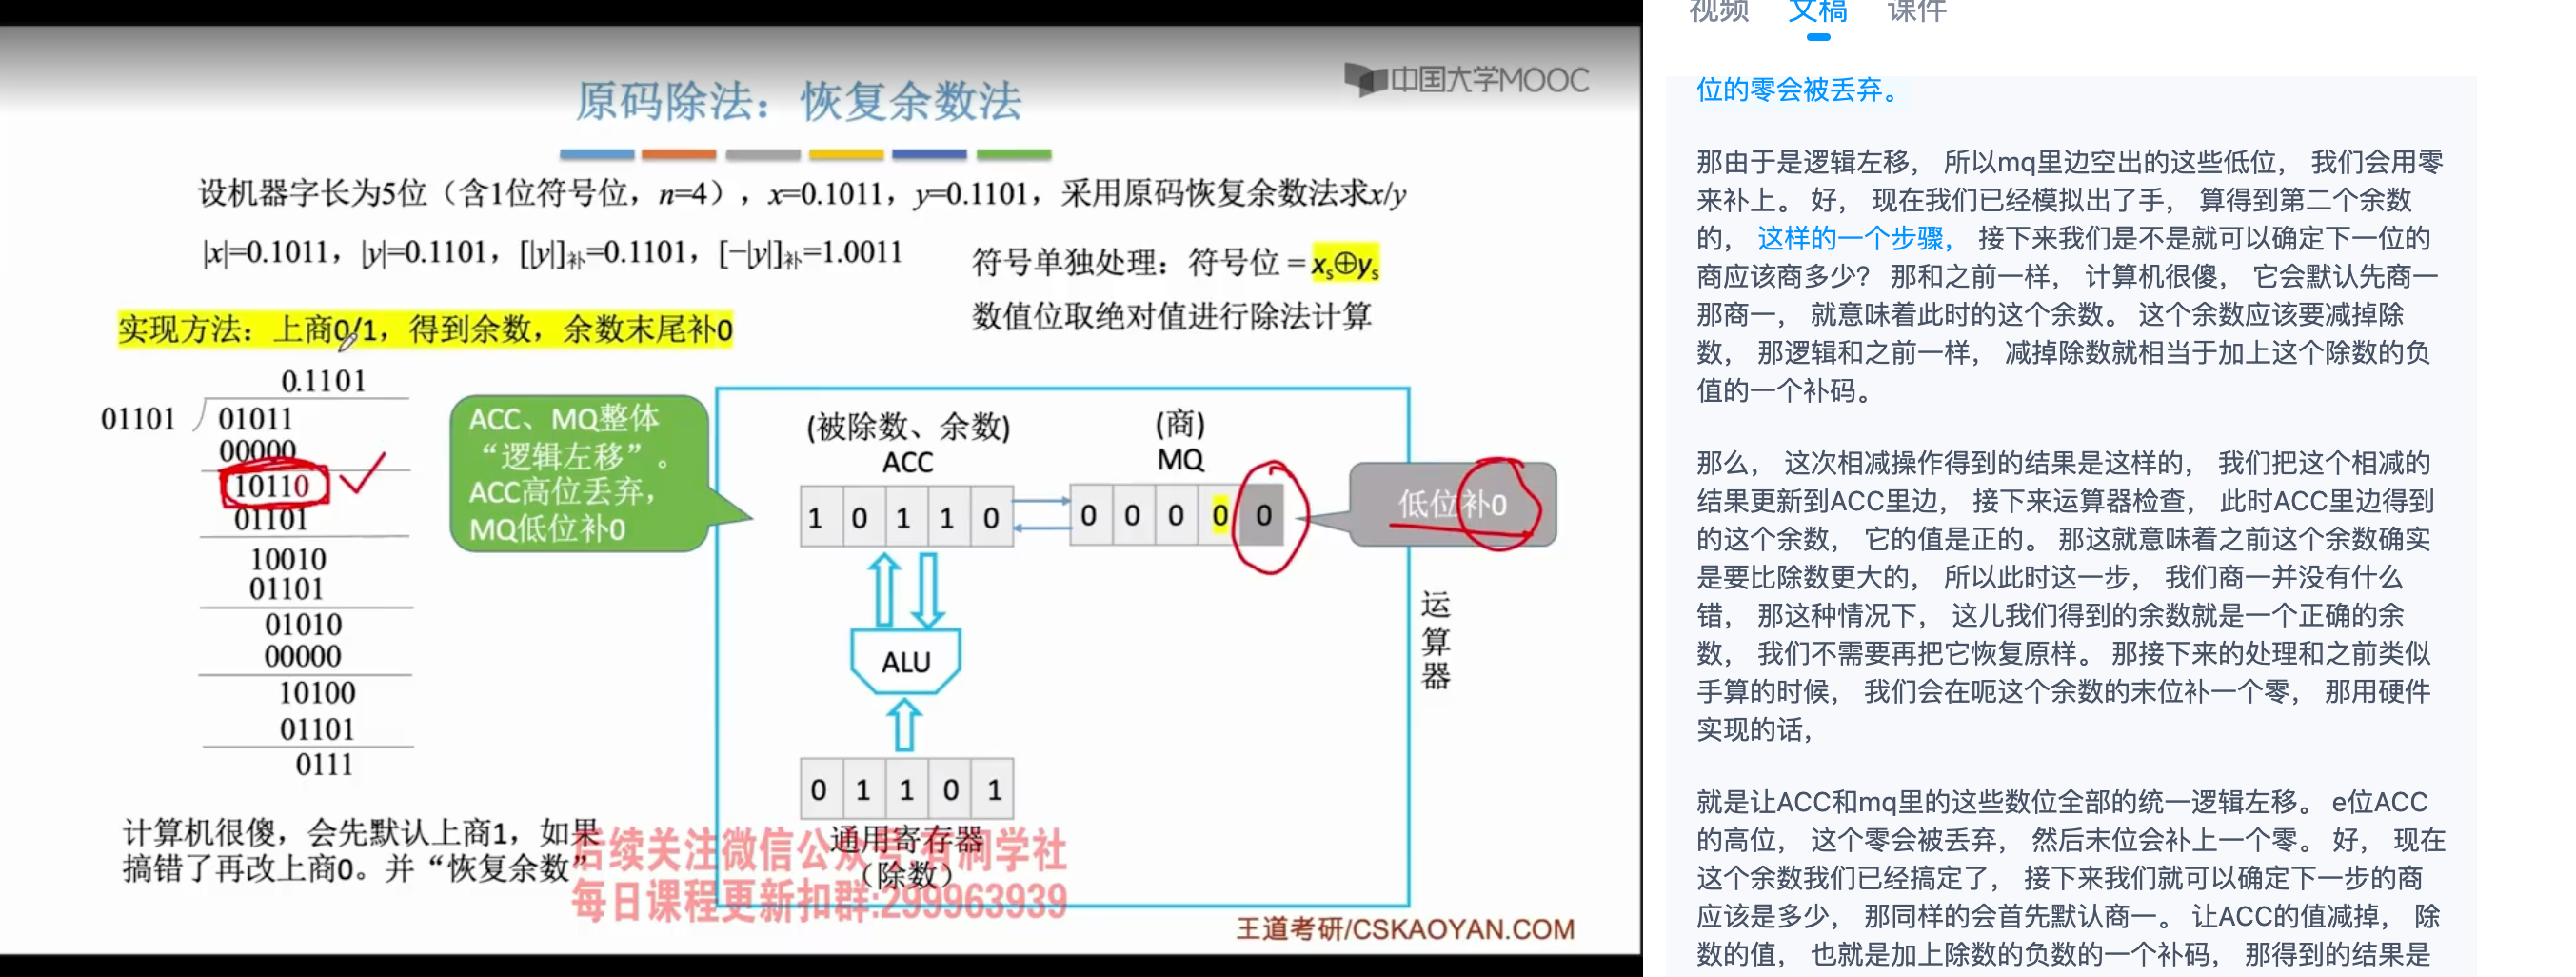 中国大学MOOC
原码除法：恢复余数法
设机器字长为5位（含1位符号位，n=4），x=0.1011，y=0.1101，采用原码恢复余数法求x/y
|x|=0.1011，|y|=0.1101，[|y|]补=0.1101，[−|y|]补=1.0011
符号单独处理：符号位 = xs⊕ys
数值位取绝对值进行除法计算
实现方法：上商0/1，得到余数，余数末尾补0
0.1101
01101
01011
00000
10110
01101
10010
01101
01010
00000
10100
01101
0111
计算机很傻，会先默认上商1，如果
搞错了再改上商0。并“恢复余数”
ACC、MQ整体
“逻辑左移”。
ACC高位丢弃，
MQ低位补0
(被除数、余数)
ACC
1 0 1 1 0
(商)
MQ
0 0 0 0 0
低位补0
ALU
0 1 1 0 1
通用寄存器
（除数）
运算器
后续关注微信公众号:有洞学社
每日课程更新扣群:299963939
王道考研/CSKAOYAN.COM
视频 文稿 课件
位的零会被丢弃。
那由于是逻辑左移， 所以mq里边空出的这些低位， 我们会用零
来补上。 好， 现在我们已经模拟出了手， 算得到第二个余数
的， 这样的一个步骤， 接下来我们是不是就可以确定下一位的
商应该商多少？ 那和之前一样， 计算机很傻， 它会默认先商一
那商一， 就意味着此时的这个余数。 这个余数应该要减掉除
数， 那逻辑和之前一样， 减掉除数就相当于加上这个除数的负
值的一个补码。
那么， 这次相减操作得到的结果是这样的， 我们把这个相减的
结果更新到ACC里边， 接下来运算器检查， 此时ACC里边得到
的这个余数， 它的值是正的。 那这就意味着之前这个余数确实
是要比除数更大的， 所以此时这一步， 我们商一并没有什么
错， 那这种情况下， 这儿我们得到的余数就是一个正确的余
数， 我们不需要再把它恢复原样。 那接下来的处理和之前类似
手算的时候， 我们会在呃这个余数的末位补一个零， 那用硬件
实现的话，
就是让ACC和mq里的这些数位全部的统一逻辑左移。 e位ACC
的高位， 这个零会被丢弃， 然后末位会补上一个零。 好， 现在
这个余数我们已经搞定了， 接下来我们就可以确定下一步的商
应该是多少， 那同样的会首先默认商一。 让ACC的值减掉， 除
数的值， 也就是加上除数的负数的一个补码， 那得到的结果是